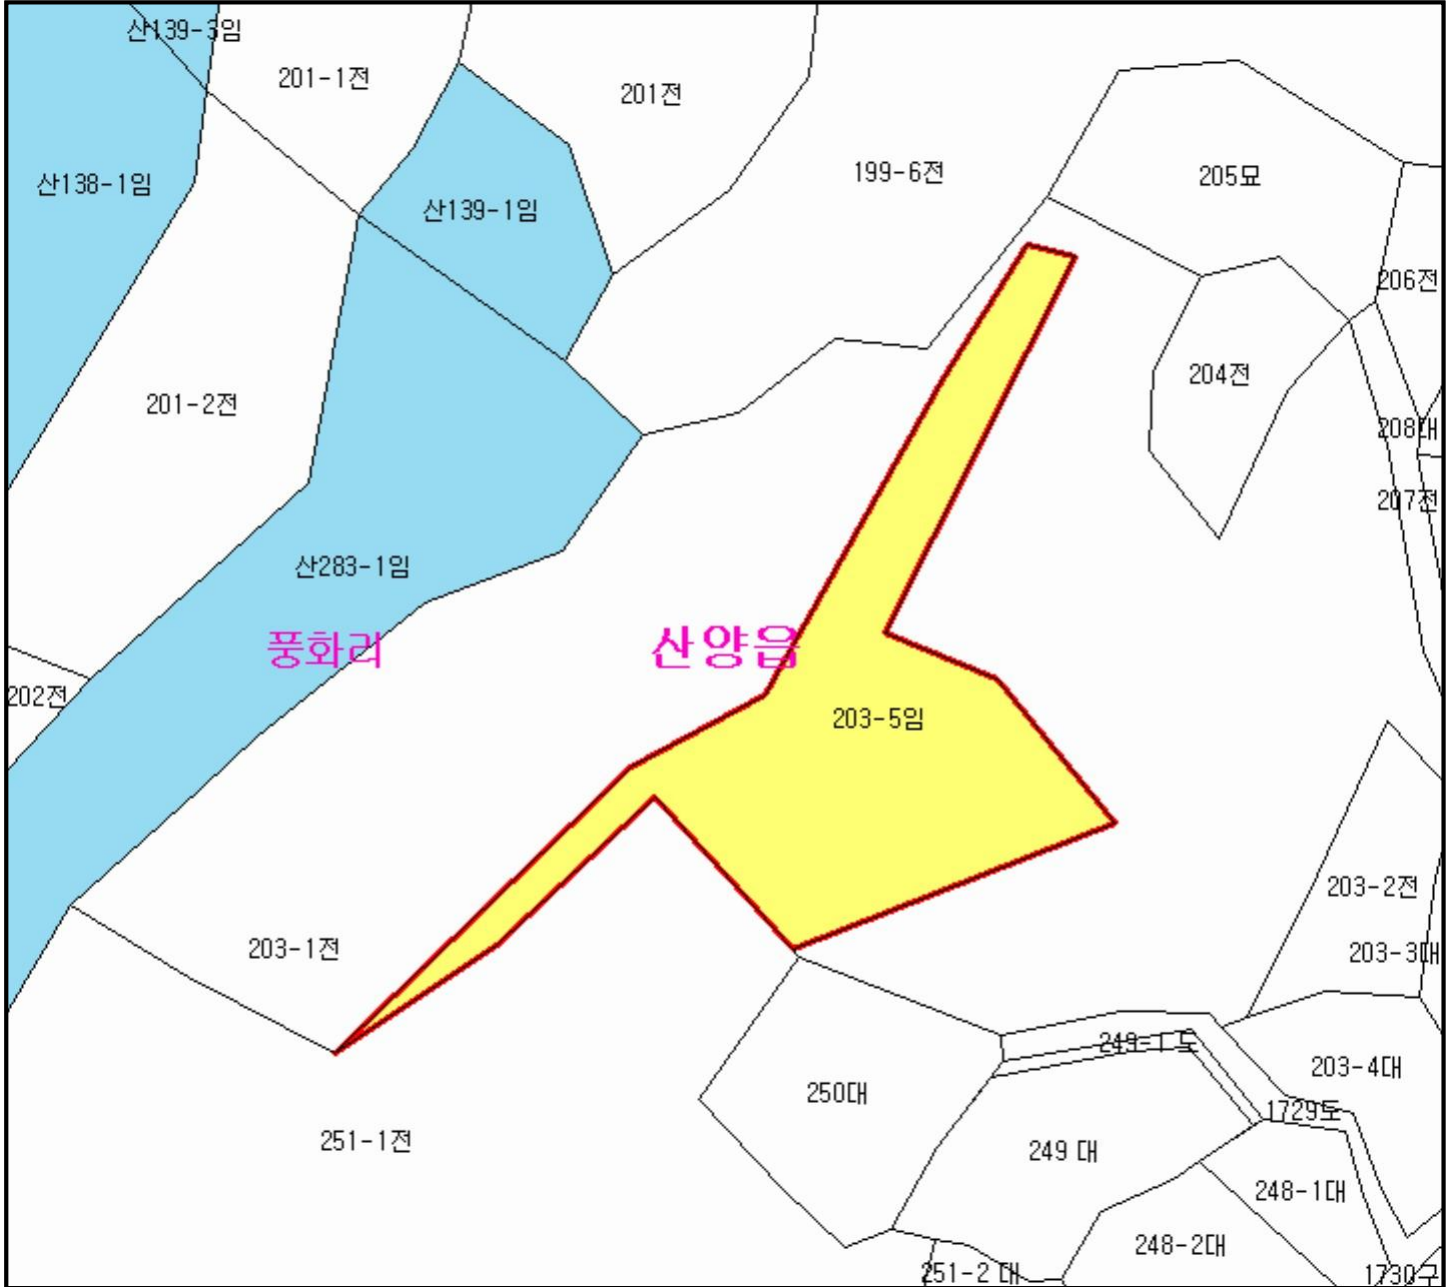 산139-3임
201-1전
201전
199-6전
205묘
산138-1임
산139-1임
206전
204전
201-2전
208대
207전
산283-1임
풍화리
산양읍
202전
203-5임
203-2전
203-1전
203-3대
249-1 도
203-4대
250대
1729도
251-1전
249 대
248-1대
248-2대
251-2 대
1730구